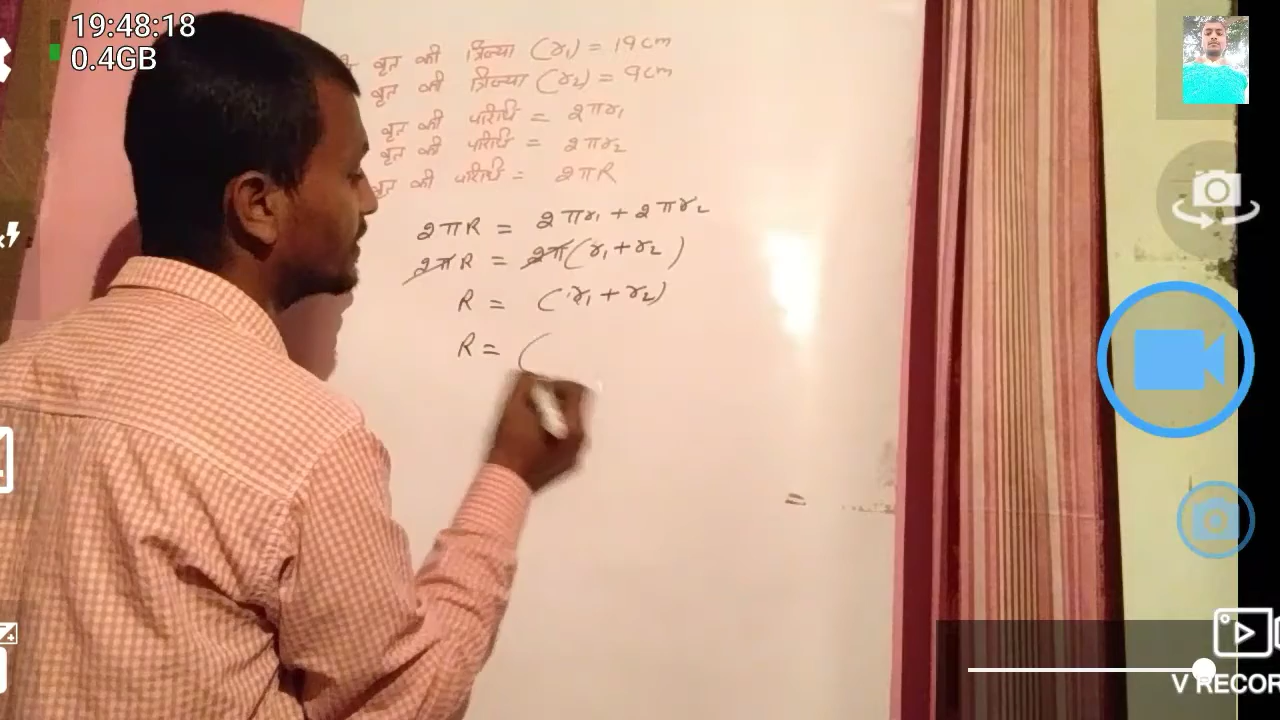 19:48:18
0.4GB
वृत की त्रिज्या (r₁) = 19cm
वृत की त्रिज्या (r₂) = 9cm
वृत की परिधि = 2πr₁
वृत की परिधि = 2πr₂
वृत की परिधि = 2πR
2πR = 2πr₁ + 2πr₂
2πR = 2π(r₁+r₂)
R = (r₁+r₂)
R = (
=
V RECOR